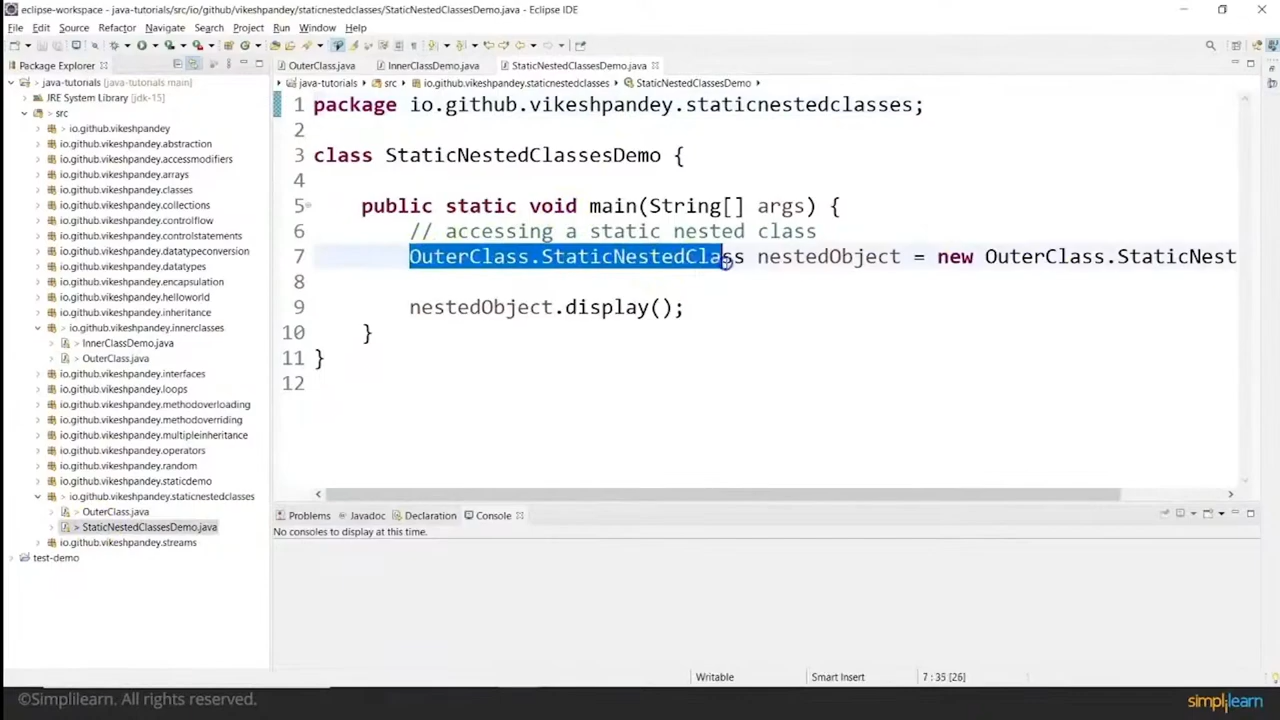 eclipse-workspace - java-tutorials/src/io/github/vikeshpandey/staticnestedclasses/StaticNestedClassesDemo.java - Eclipse IDE
File Edit Source Refactor Navigate Search Project Run Window Help
Package Explorer
OuterClass.java InnerClassDemo.java StaticNestedClassesDemo.java
java-tutorials src io.github.vikeshpandey.staticnestedclasses StaticNestedClassesDemo
java-tutorials [java-tutorials main]
JRE System Library [jdk-15]
src
io.github.vikeshpandey
io.github.vikeshpandey.abstraction
io.github.vikeshpandey.accessmodifiers
io.github.vikeshpandey.arrays
io.github.vikeshpandey.classes
io.github.vikeshpandey.collections
io.github.vikeshpandey.controlflow
io.github.vikeshpandey.controlstatements
io.github.vikeshpandey.datatypeconversion
io.github.vikeshpandey.datatypes
io.github.vikeshpandey.encapsulation
io.github.vikeshpandey.helloworld
io.github.vikeshpandey.inheritance
io.github.vikeshpandey.innerclasses
InnerClassDemo.java
OuterClass.java
io.github.vikeshpandey.interfaces
io.github.vikeshpandey.loops
io.github.vikeshpandey.methodoverloading
io.github.vikeshpandey.methodoverriding
io.github.vikeshpandey.multipleinheritance
io.github.vikeshpandey.operators
io.github.vikeshpandey.random
io.github.vikeshpandey.staticdemo
io.github.vikeshpandey.staticnestedclasses
OuterClass.java
StaticNestedClassesDemo.java
io.github.vikeshpandey.streams
test-demo
1 package io.github.vikeshpandey.staticnestedclasses;
2
3 class StaticNestedClassesDemo {
4
5 public static void main(String[] args) {
6 // accessing a static nested class
7 OuterClass.StaticNestedClass nestedObject = new OuterClass.StaticNest
8
9 nestedObject.display();
10 }
11 }
12
Problems Javadoc Declaration Console
No consoles to display at this time.
Writable Smart Insert 7 : 35 [26]
©Simplilearn. All rights reserved.
simplilearn